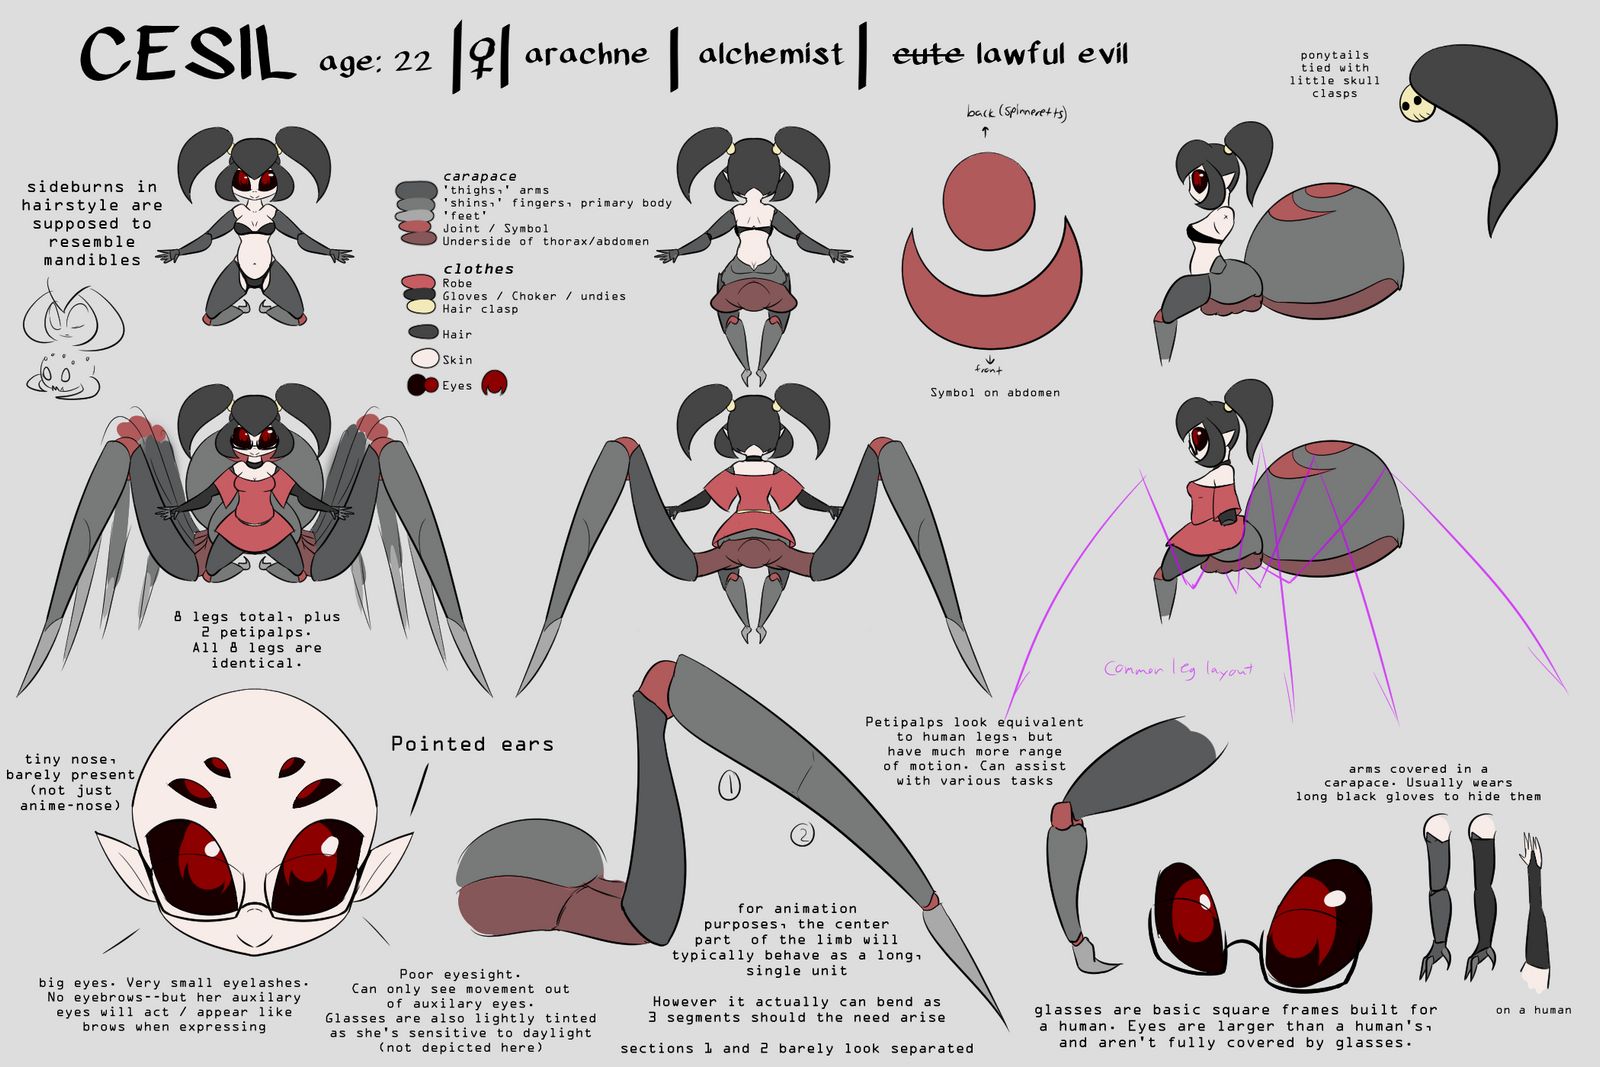 CESIL age: 22 |♀| arachne | alchemist | cute lawful evil
ponytails
tied with
little skull
clasps
back (spinneretts)
sideburns in
hairstyle are
supposed to
resemble
mandibles
carapace
'thighs,' arms
'shins,' fingers, primary body
'feet'
Joint / Symbol
Underside of thorax/abdomen
clothes
Robe
Gloves / Choker / undies
Hair clasp
Hair
Skin
Eyes
front
Symbol on abdomen
8 legs total, plus
2 petipalps.
All 8 legs are
identical.
Common leg layout
Petipalps look equivalent
to human legs, but
have much more range
of motion. Can assist
with various tasks
Pointed ears
tiny nose,
barely present
(not just
anime-nose)
1
2
arms covered in a
carapace. Usually wears
long black gloves to hide them
for animation
purposes, the center
part of the limb will
typically behave as a long,
single unit
However it actually can bend as
3 segments should the need arise
sections 1 and 2 barely look separated
big eyes. Very small eyelashes.
No eyebrows--but her auxilary
eyes will act / appear like
brows when expressing
Poor eyesight.
Can only see movement out
of auxilary eyes.
Glasses are also lightly tinted
as she's sensitive to daylight
(not depicted here)
glasses are basic square frames built for
a human. Eyes are larger than a human's,
and aren't fully covered by glasses.
on a human